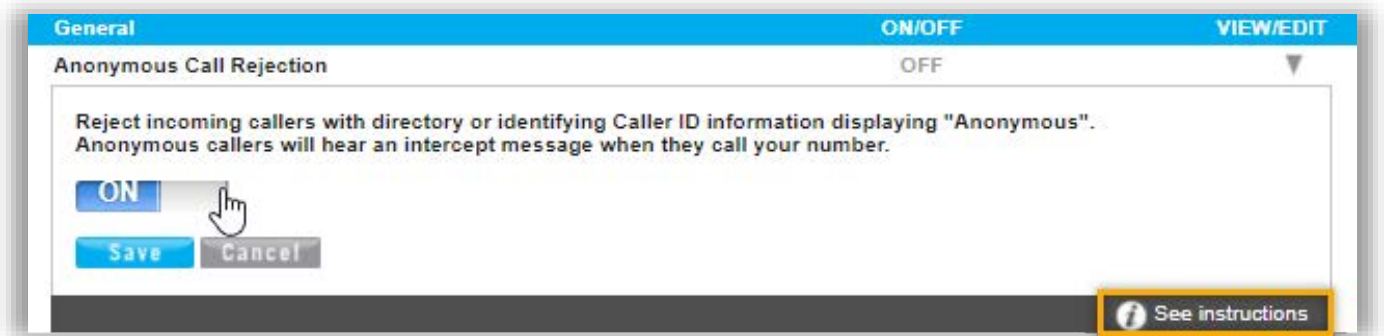 General ON/OFF VIEW/EDIT
Anonymous Call Rejection OFF
Reject incoming callers with directory or identifying Caller ID information displaying "Anonymous".
Anonymous callers will hear an intercept message when they call your number.
ON
Save Cancel
i See instructions